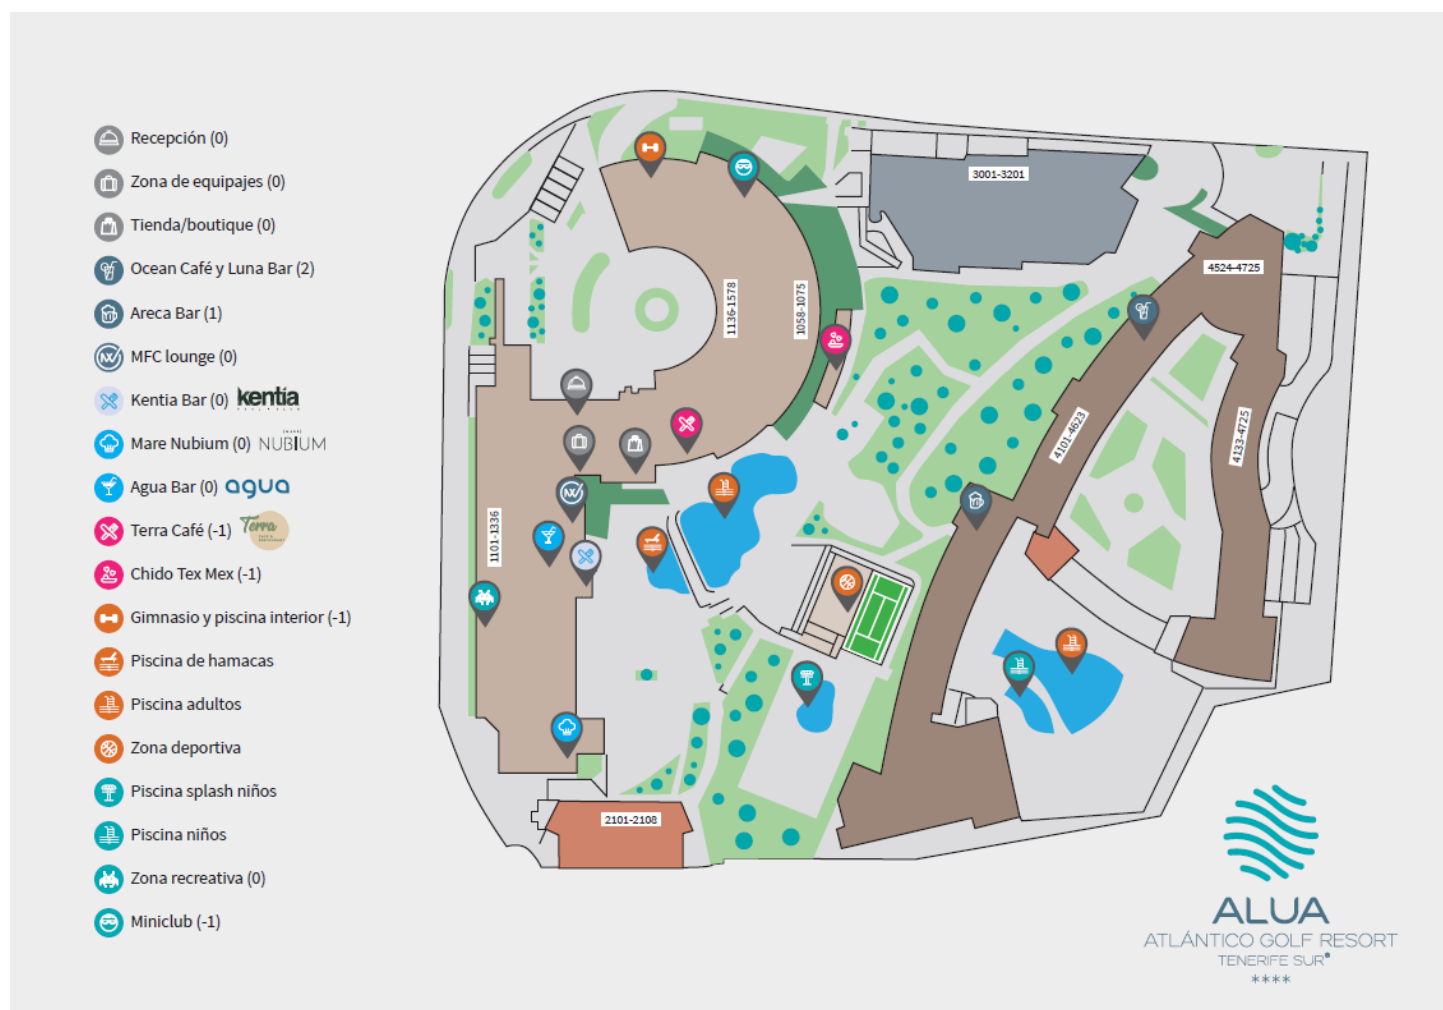 Recepción (0)
Zona de equipajes (0)
Tienda/boutique (0)
Ocean Café y Luna Bar (2)
Areca Bar (1)
MFC lounge (0)
Kentia Bar (0) kentia
Mare Nubium (0) NUBIUM
Agua Bar (0) agua
Terra Café (-1) Terra
Chido Tex Mex (-1)
Gimnasio y piscina interior (-1)
Piscina de hamacas
Piscina adultos
Zona deportiva
Piscina splash niños
Piscina niños
Zona recreativa (0)
Miniclub (-1)
3001-3201
4524-4725
1136-1578
1058-1075
4101-4623
4133-4725
1101-1336
2101-2108
ALUA
ATLÁNTICO GOLF RESORT
TENERIFE SUR
****